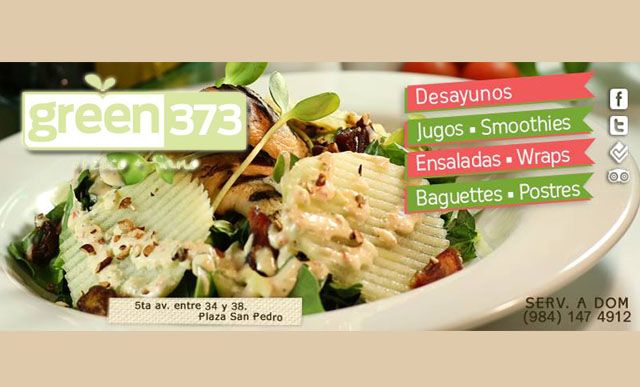 green 373
Desayunos
Jugos ▪ Smoothies
Ensaladas ▪ Wraps
Baguettes ▪ Postres
5ta av. entre 34 y 38.
Plaza San Pedro
SERV. A DOM
(984) 147 4912